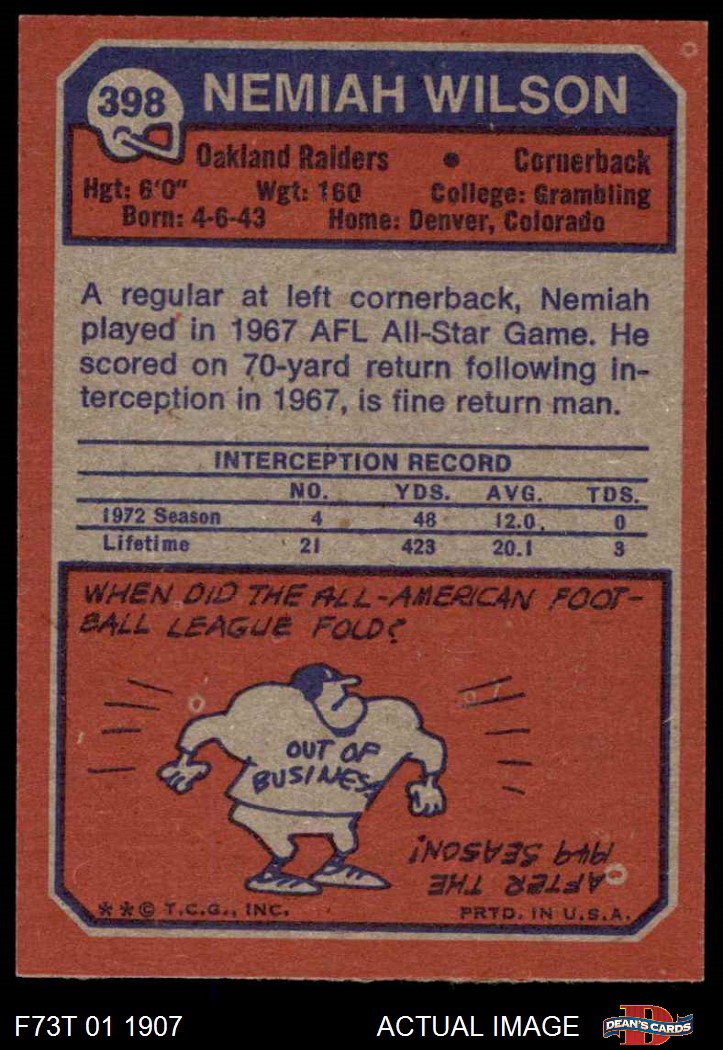 398
NEMIAH WILSON
Oakland Raiders • Cornerback
Hgt: 6'0" Wgt: 160 College: Grambling
Born: 4-6-43 Home: Denver, Colorado
A regular at left cornerback, Nemiah
played in 1967 AFL All-Star Game. He
scored on 70-yard return following in-
terception in 1967, is fine return man.
INTERCEPTION RECORD
NO. YDS. AVG. TDS.
1972 Season 4 48 12.0 0
Lifetime 21 423 20.1 3
WHEN DID THE ALL-AMERICAN FOOT-
BALL LEAGUE FOLD?
OUT OF
BUSINESS
AFTER THE
1949 SEASON!
**© T.C.G., INC. PRTD. IN U.S.A.
F73T 01 1907 ACTUAL IMAGE D DEAN'S CARDS